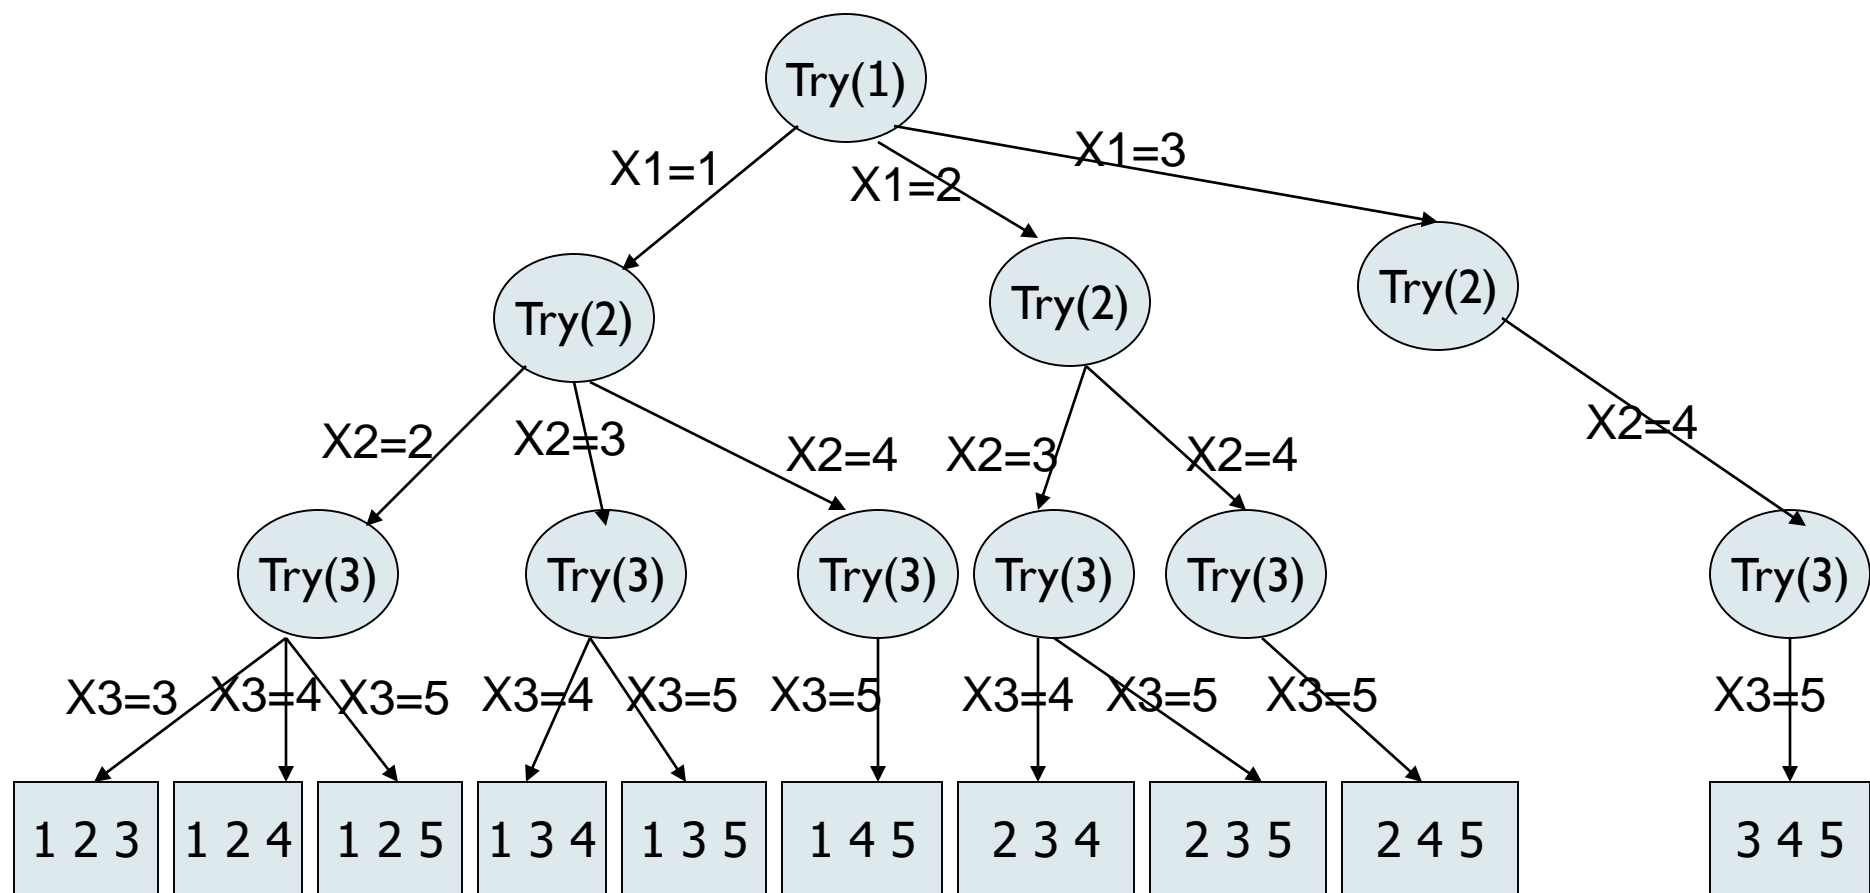 Try(1)
X1=1
X1=2
X1=3
Try(2)
Try(2)
Try(2)
X2=2
X2=3
X2=4
X2=3
X2=4
X2=4
Try(3)
Try(3)
Try(3)
Try(3)
Try(3)
Try(3)
X3=3
X3=4
X3=5
X3=4
X3=5
X3=5
X3=4
X3=5
X3=5
X3=5
1 2 3
1 2 4
1 2 5
1 3 4
1 3 5
1 4 5
2 3 4
2 3 5
2 4 5
3 4 5